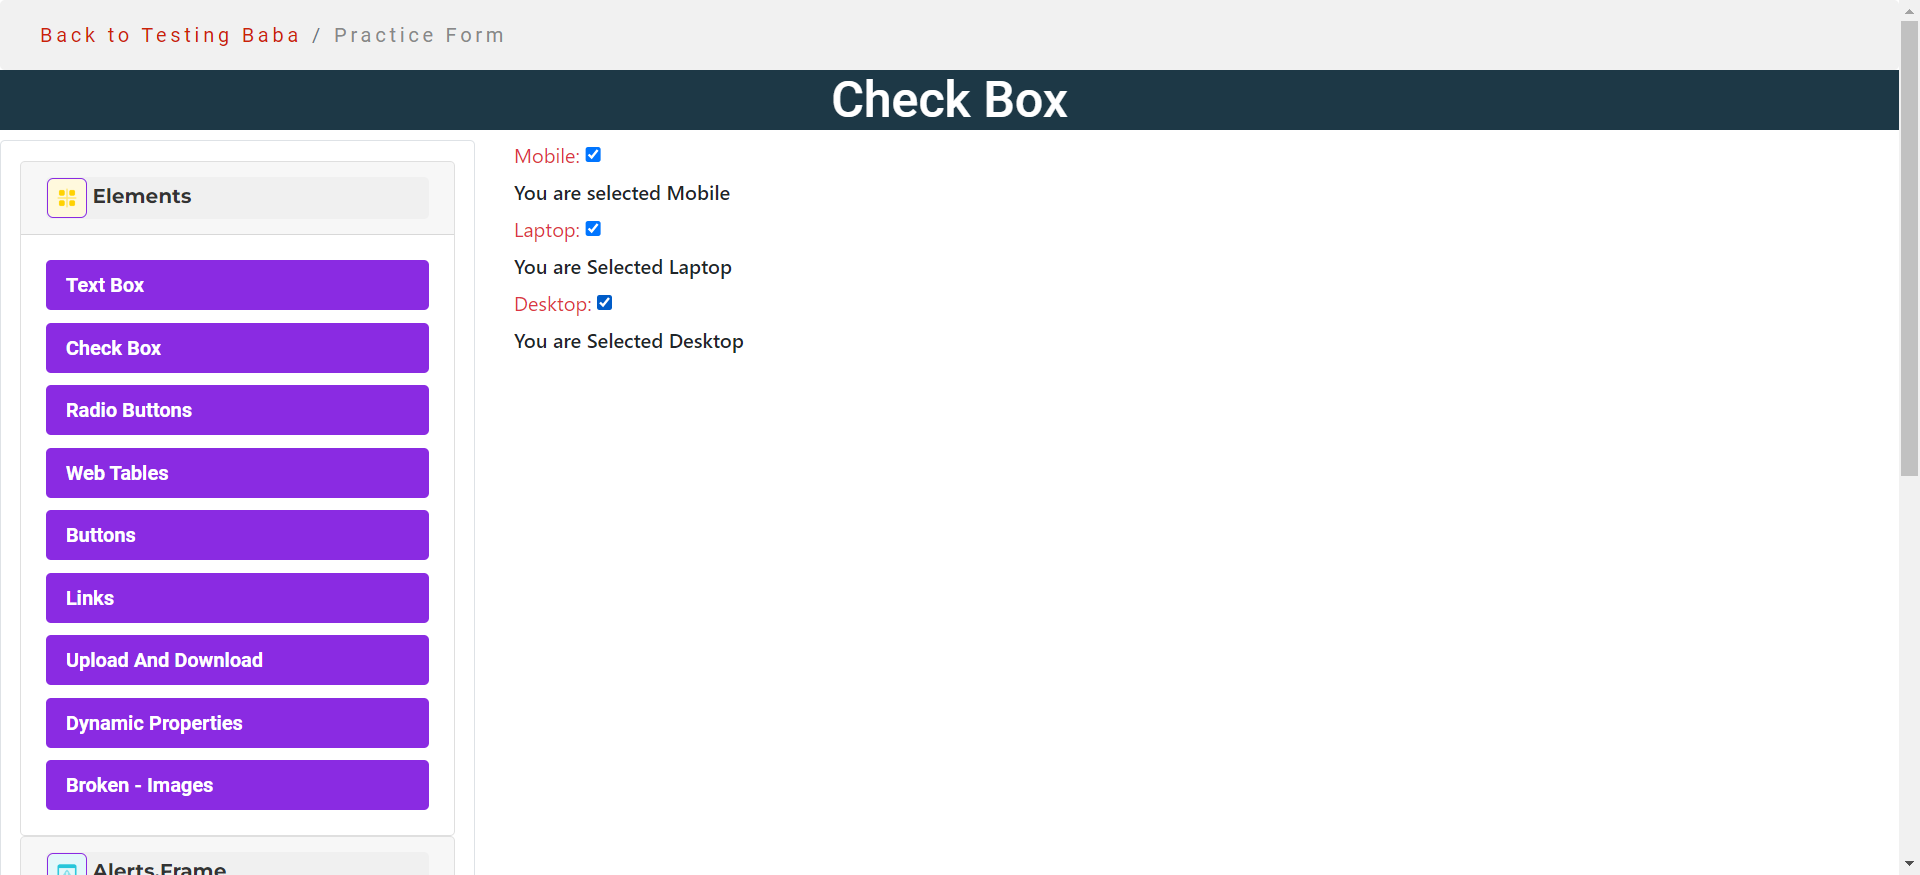 Back to Testing Baba / Practice Form
Check Box
Elements
Text Box
Check Box
Radio Buttons
Web Tables
Buttons
Links
Upload And Download
Dynamic Properties
Broken - Images
Alerts,Frame
Mobile:
You are selected Mobile
Laptop:
You are Selected Laptop
Desktop:
You are Selected Desktop